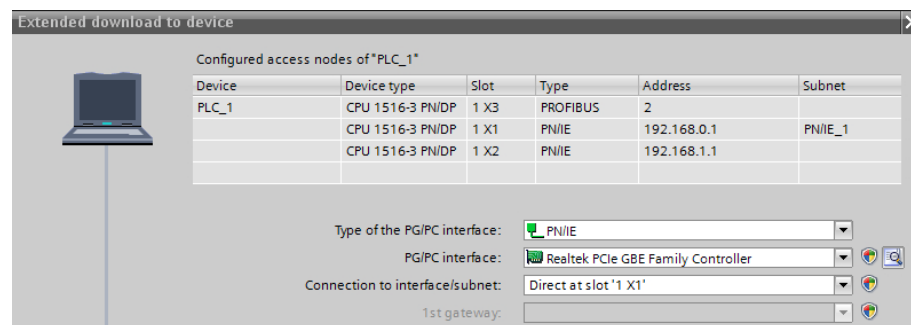 Extended download to device
Configured access nodes of "PLC_1"
Device Device type Slot Type Address Subnet
PLC_1 CPU 1516-3 PN/DP 1 X3 PROFIBUS 2
CPU 1516-3 PN/DP 1 X1 PN/IE 192.168.0.1 PN/IE_1
CPU 1516-3 PN/DP 1 X2 PN/IE 192.168.1.1
Type of the PG/PC interface: PN/IE
PG/PC interface: Realtek PCIe GBE Family Controller
Connection to interface/subnet: Direct at slot '1 X1'
1st gateway: